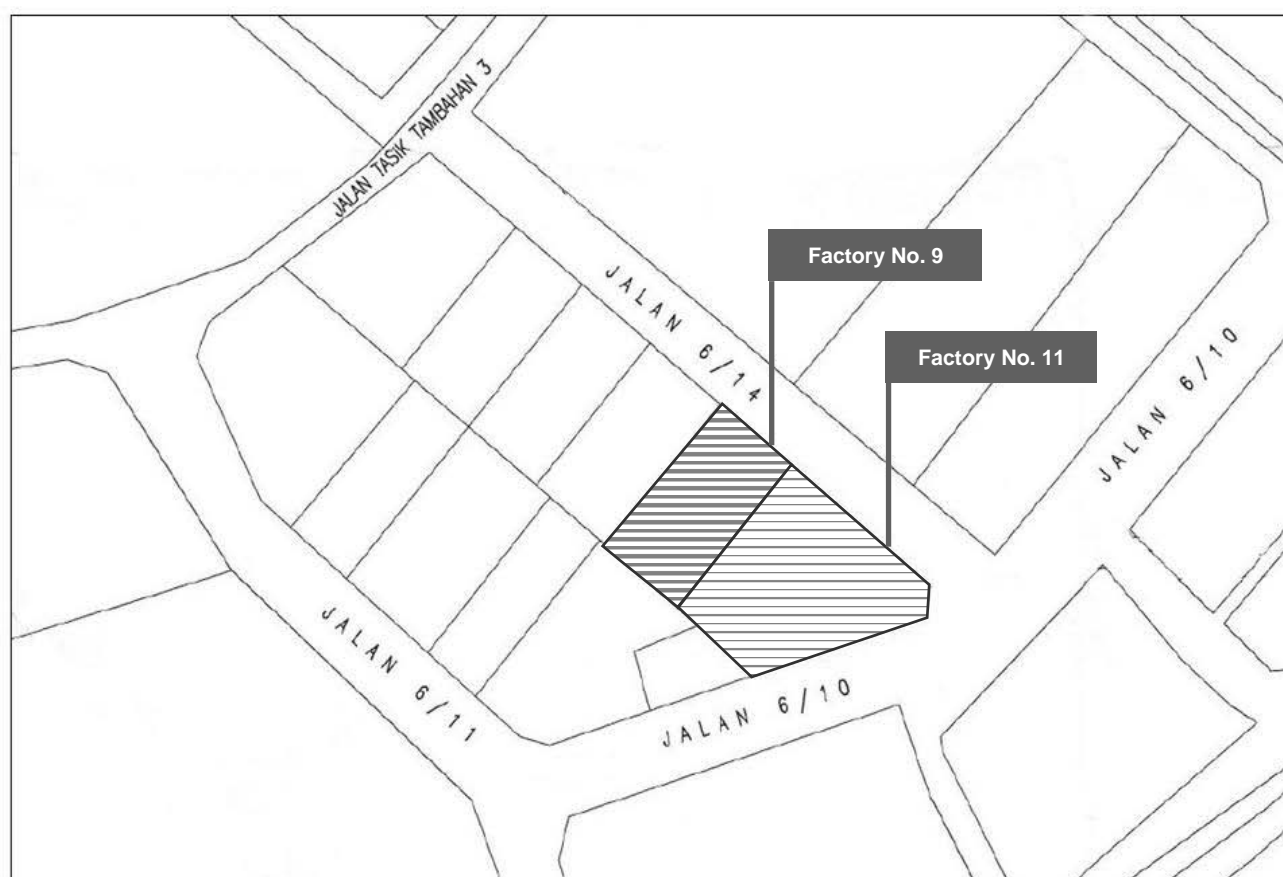 JALAN TASIK TAMBAHAN 3
Factory No. 9
JALAN 6/14
Factory No. 11
JALAN 6/10
JALAN 6/11
JALAN 6/10